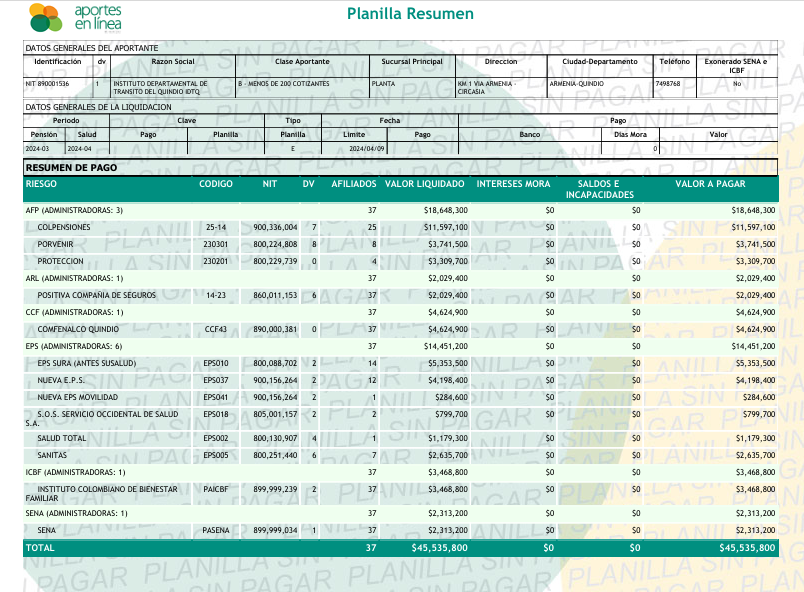 aportes
en línea
Planilla Resumen
DATOS GENERALES DEL APORTANTE
Identificación dv Razon Social Clase Aportante Sucursal Principal Direccion Ciudad-Departamento Teléfono Exonerado SENA e
ICBF
NIT 890001536 1 INSTITUTO DEPARTAMENTAL DE B - MENOS DE 200 COTIZANTES PLANTA KM 1 VIA ARMENIA - ARMENIA-QUINDIO 7498768 No
TRANSITO DEL QUINDIO IDTQ CIRCASIA
DATOS GENERALES DE LA LIQUIDACION
Periodo Clave Tipo Fecha Pago
Pensión Salud Pago Planilla Planilla Limite Pago Banco Dias Mora Valor
2024-03 2024-04 E 2024/04/09 0
RESUMEN DE PAGO
RIESGO CODIGO NIT DV AFILIADOS VALOR LIQUIDADO INTERESES MORA SALDOS E VALOR A PAGAR
INCAPACIDADES
AFP (ADMINISTRADORAS: 3) 37 $18,648,300 $0 $0 $18,648,300
COLPENSIONES 25-14 900,336,004 7 25 $11,597,100 $0 $0 $11,597,100
PORVENIR 230301 800,224,808 8 8 $3,741,500 $0 $0 $3,741,500
PROTECCION 230201 800,229,739 0 4 $3,309,700 $0 $0 $3,309,700
ARL (ADMINISTRADORAS: 1) 37 $2,029,400 $0 $0 $2,029,400
POSITIVA COMPAÑIA DE SEGUROS 14-23 860,011,153 6 37 $2,029,400 $0 $0 $2,029,400
CCF (ADMINISTRADORAS: 1) 37 $4,624,900 $0 $0 $4,624,900
COMFENALCO QUINDIO CCF43 890,000,381 0 37 $4,624,900 $0 $0 $4,624,900
EPS (ADMINISTRADORAS: 6) 37 $14,451,200 $0 $0 $14,451,200
EPS SURA (ANTES SUSALUD) EPS010 800,088,702 2 14 $5,353,500 $0 $0 $5,353,500
NUEVA E.P.S. EPS037 900,156,264 2 12 $4,198,400 $0 $0 $4,198,400
NUEVA EPS MOVILIDAD EPS041 900,156,264 2 1 $284,600 $0 $0 $284,600
S.O.S. SERVICIO OCCIDENTAL DE SALUD EPS018 805,001,157 2 2 $799,700 $0 $0 $799,700
S.A.
SALUD TOTAL EPS002 800,130,907 4 1 $1,179,300 $0 $0 $1,179,300
SANITAS EPS005 800,251,440 6 7 $2,635,700 $0 $0 $2,635,700
ICBF (ADMINISTRADORAS: 1) 37 $3,468,800 $0 $0 $3,468,800
INSTITUTO COLOMBIANO DE BIENESTAR PAICBF 899,999,239 2 37 $3,468,800 $0 $0 $3,468,800
FAMILIAR
SENA (ADMINISTRADORAS: 1) 37 $2,313,200 $0 $0 $2,313,200
SENA PASENA 899,999,034 1 37 $2,313,200 $0 $0 $2,313,200
TOTAL 37 $45,535,800 $0 $0 $45,535,800
PLANILLA SIN PAGAR